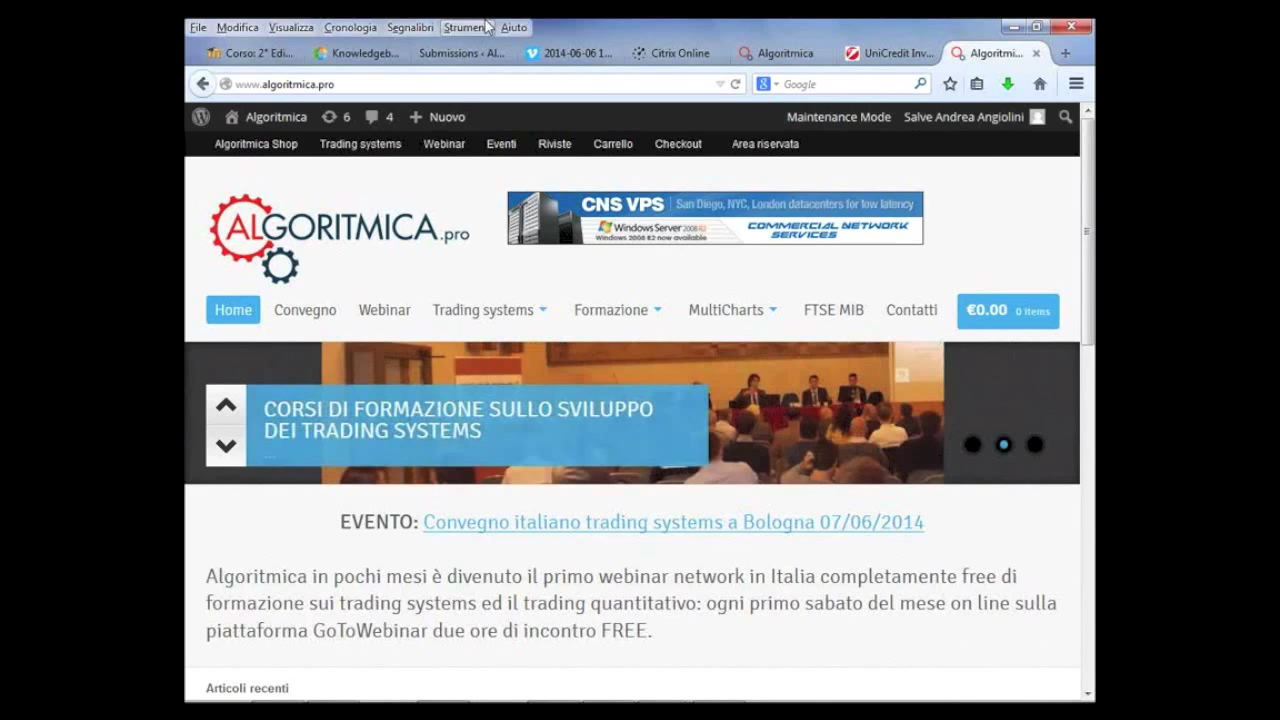 File Modifica Visualizza Cronologia Segnalibri Strumen Aiuto
Corso: 2° Edi... Knowledgeb... Submissions ‹ Al... 2014-06-06 1... Citrix Online Algoritmica UniCredit Inv... Algoritmi...
www.algoritmica.pro Google
Algoritmica 6 4 Nuovo Maintenance Mode Salve Andrea Angiolini
Algoritmica Shop Trading systems Webinar Eventi Riviste Carrello Checkout Area riservata
ALGORITMICA.pro
CNS VPS San Diego, NYC, London datacenters for low latency
Windows Server 2008 R2 COMMERCIAL NETWORK SERVICES
Windows 2008 R2 now available
Home Convegno Webinar Trading systems Formazione MultiCharts FTSE MIB Contatti €0.00 0 items
CORSI DI FORMAZIONE SULLO SVILUPPO
DEI TRADING SYSTEMS
...
EVENTO: Convegno italiano trading systems a Bologna 07/06/2014
Algoritmica in pochi mesi è divenuto il primo webinar network in Italia completamente free di
formazione sui trading systems ed il trading quantitativo: ogni primo sabato del mese on line sulla
piattaforma GoToWebinar due ore di incontro FREE.
Articoli recenti